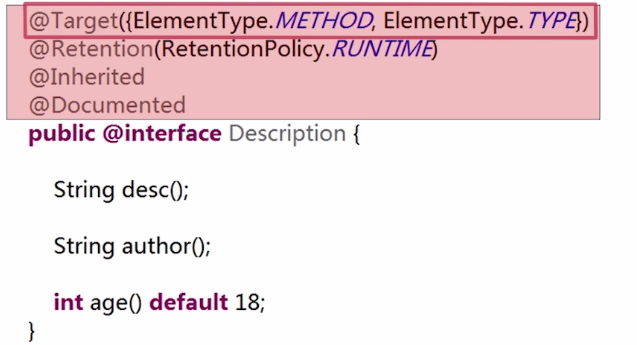 @Target({ElementType.METHOD, ElementType.TYPE})
@Retention(RetentionPolicy.RUNTIME)
@Inherited
@Documented
public @interface Description {
String desc();
String author();
int age() default 18;
}